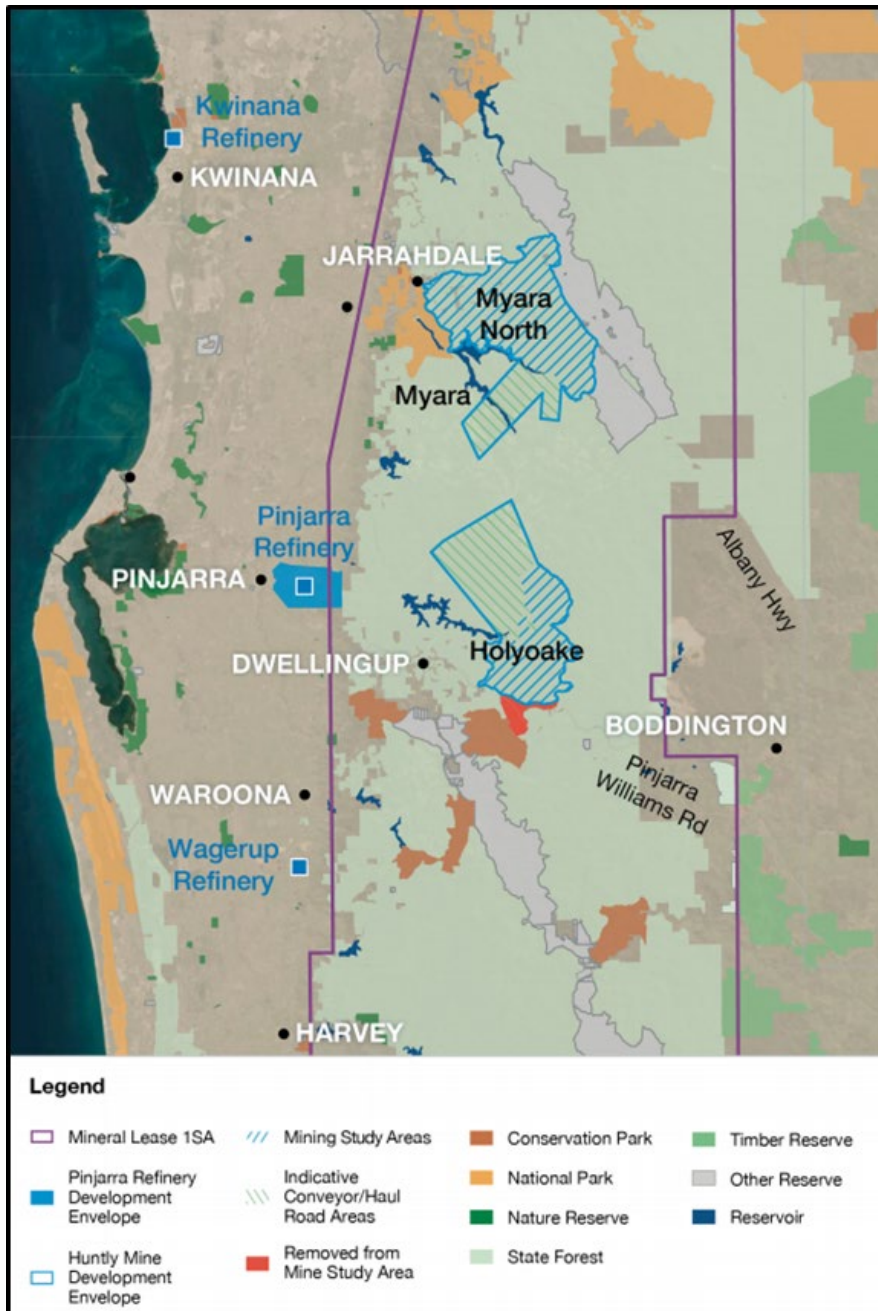 Kwinana
Refinery
KWINANA
JARRAHDALE
Myara
North
Myara
Pinjarra
Refinery
Albany Hwy
PINJARRA
DWELLINGUP
Holyoake
BODDINGTON
Pinjarra
Williams Rd
WAROONA
Wagerup
Refinery
HARVEY
Legend
Mineral Lease 1SA
Pinjarra Refinery
Development
Envelope
Huntly Mine
Development
Envelope
Mining Study Areas
Indicative
Conveyor/Haul
Road Areas
Removed from
Mine Study Area
Conservation Park
National Park
Nature Reserve
State Forest
Timber Reserve
Other Reserve
Reservoir